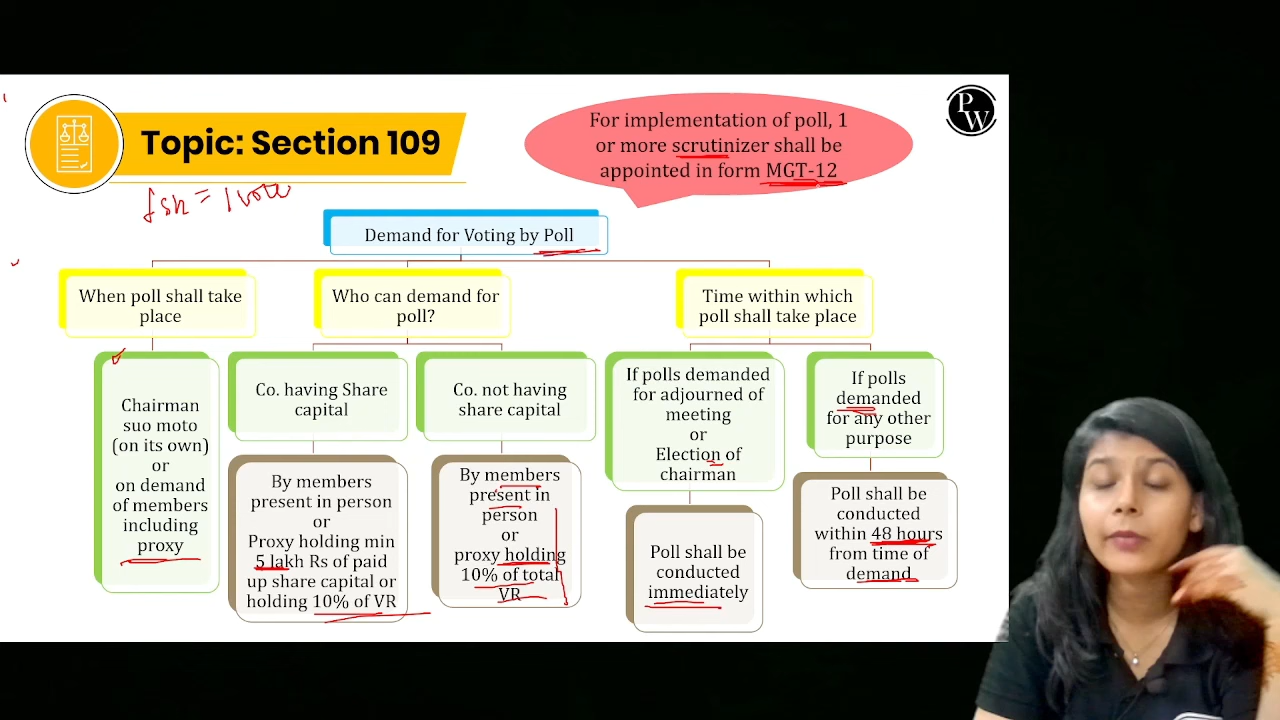 Topic: Section 109
For implementation of poll, 1
or more scrutinizer shall be
appointed in form MGT-12
P
W
1 vote
Demand for Voting by Poll
When poll shall take
place
Chairman
suo moto
(on its own)
or
on demand
of members
including
proxy
Who can demand for
poll?
Co. having Share
capital
By members
present in person
or
Proxy holding min
5 lakh Rs of paid
up share capital or
holding 10% of VR
Co. not having
share capital
By members
present in
person
or
proxy holding
10% of total
VR
Time within which
poll shall take place
If polls demanded
for adjourned of
meeting
or
Election of
chairman
Poll shall be
conducted
immediately
If polls
demanded
for any other
purpose
Poll shall be
conducted
within 48 hours
from time of
demand